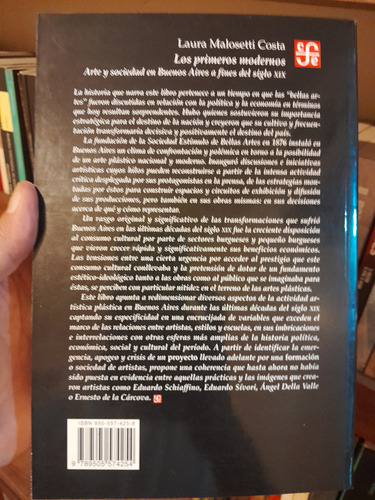 Laura Malosetti Costa
Los primeros modernos
Arte y sociedad en Buenos Aires a fines del siglo XIX
La historia que narra este libro pertenece a un tiempo en que las "bellas ar-
tes" fueron discutidas en relación con la política y la economía en términos
que hoy resultan sorprendentes. Hubo quienes sostuvieron su importancia
estratégica para el destino de la nación y creyeron que su cultivo y frecuen-
tación transformaría decisiva y positivamente el destino del país.
La fundación de la Sociedad Estímulo de Bellas Artes en 1876 instaló en
Buenos Aires un clima de confrontación y polémica en torno a la posibilidad
de un arte plástico nacional y moderno. Inauguró discusiones e iniciativas
artísticas cuyos hilos pueden reconstruirse a partir de la intensa actividad
crítica desplegada por sus protagonistas en la prensa, de las estrategias mon-
tadas por éstos para construir espacios y circuitos de exhibición y difusión
de sus producciones, pero también en sus obras mismas: en sus decisiones
acerca de qué y cómo representar.
Un rasgo original y significativo de las transformaciones que sufrió
Buenos Aires en las últimas décadas del siglo XIX fue la creciente disposición
al consumo cultural por parte de sectores burgueses y pequeño burgueses
que vieron crecer rápida y significativamente sus beneficios económicos.
Las tensiones entre una cierta urgencia por acceder al prestigio que este
consumo cultural conllevaba y la pretensión de dotar de un fundamento
estético-ideológico tanto a las obras como al público que se imaginaba para
éstas, se perciben con particular nitidez en el terreno de las artes plásticas.
Este libro apunta a redimensionar diversos aspectos de la actividad ar-
tística plástica en Buenos Aires durante las últimas décadas del siglo XIX
captando su especificidad en una encrucijada de variables que exceden el
marco de las relaciones entre artistas, estilos y escuelas, en sus imbricaciones
e interrelaciones con otras esferas más amplias de la historia política,
económica, social y cultural del período. A partir de identificar la emer-
gencia, apogeo y crisis de un proyecto llevado adelante por una formación
o sociedad de artistas, propone una coherencia que hasta ahora no había
sido puesta en evidencia entre aquellas prácticas y las imágenes que crea-
ron artistas como Eduardo Schiaffino, Eduardo Sívori, Ángel Della Valle
o Ernesto de la Cárcova.
ISBN 950-557-425-8
9 789505 574254